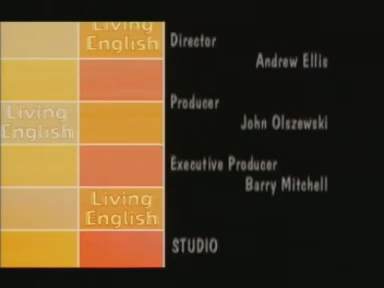 Living
English
Director
Andrew Ellis
Producer
John Olszewski
Living
English
Executive Producer
Barry Mitchell
Living
English
STUDIO